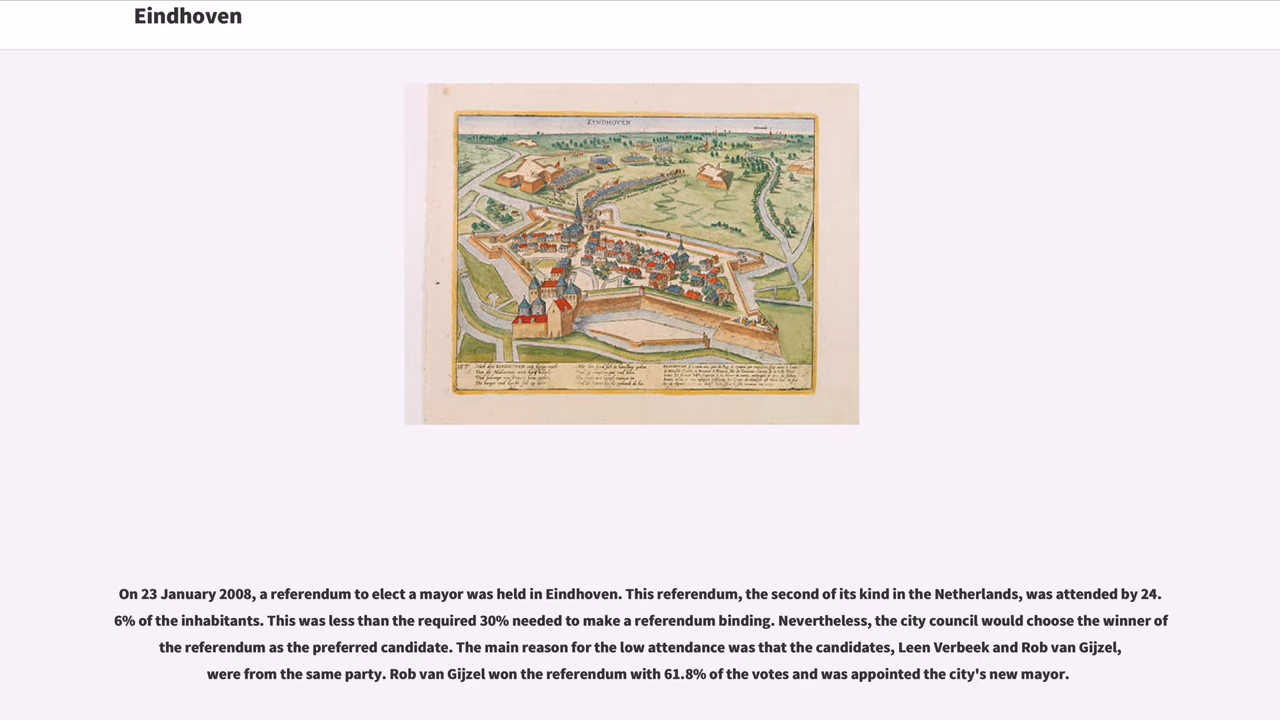 Eindhoven
EYNDHOVEN
On 23 January 2008, a referendum to elect a mayor was held in Eindhoven. This referendum, the second of its kind in the Netherlands, was attended by 24.
6% of the inhabitants. This was less than the required 30% needed to make a referendum binding. Nevertheless, the city council would choose the winner of
the referendum as the preferred candidate. The main reason for the low attendance was that the candidates, Leen Verbeek and Rob van Gijzel,
were from the same party. Rob van Gijzel won the referendum with 61.8% of the votes and was appointed the city's new mayor.